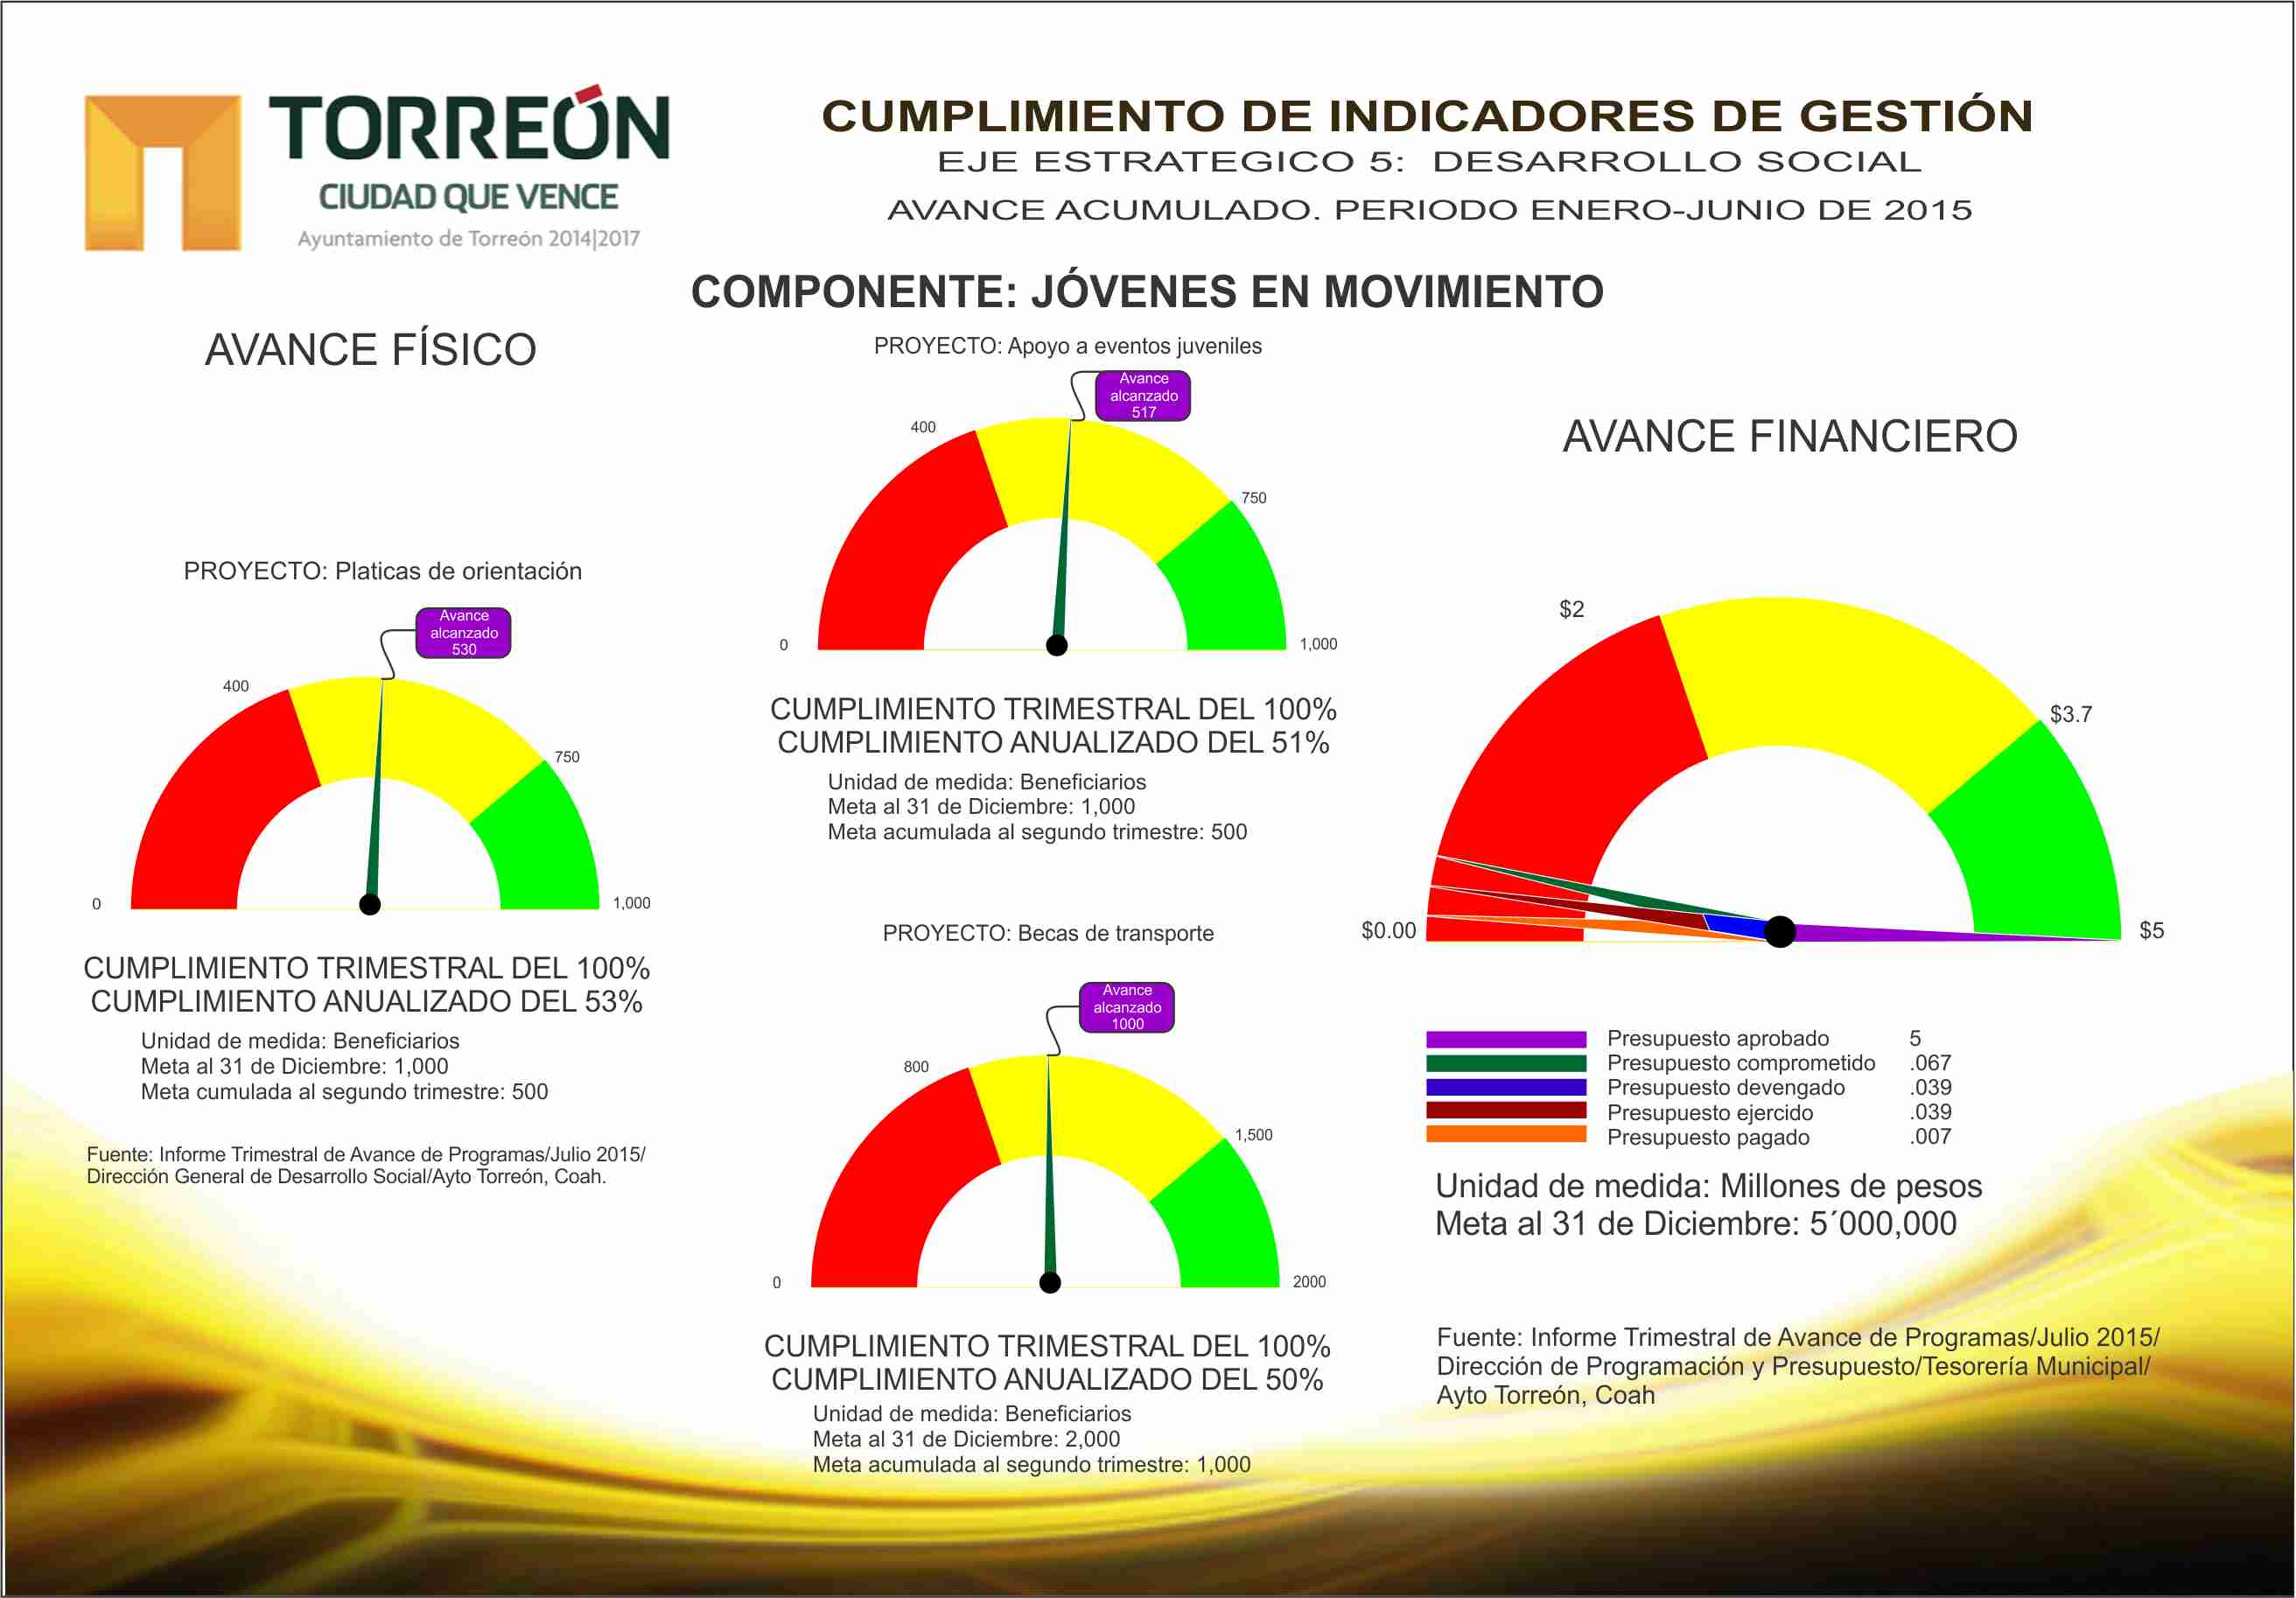 TORREÓN
CIUDAD QUE VENCE
Ayuntamiento de Torreón 2014|2017
CUMPLIMIENTO DE INDICADORES DE GESTIÓN
EJE ESTRATEGICO 5: DESARROLLO SOCIAL
AVANCE ACUMULADO. PERIODO ENERO-JUNIO DE 2015
COMPONENTE: JÓVENES EN MOVIMIENTO
AVANCE FÍSICO
PROYECTO: Platicas de orientación
Avance
alcanzado
530
400
750
0
1,000
CUMPLIMIENTO TRIMESTRAL DEL 100%
CUMPLIMIENTO ANUALIZADO DEL 53%
Unidad de medida: Beneficiarios
Meta al 31 de Diciembre: 1,000
Meta cumulada al segundo trimestre: 500
Fuente: Informe Trimestral de Avance de Programas/Julio 2015/
Dirección General de Desarrollo Social/Ayto Torreón, Coah.
PROYECTO: Apoyo a eventos juveniles
Avance
alcanzado
517
400
750
0
1,000
CUMPLIMIENTO TRIMESTRAL DEL 100%
CUMPLIMIENTO ANUALIZADO DEL 51%
Unidad de medida: Beneficiarios
Meta al 31 de Diciembre: 1,000
Meta acumulada al segundo trimestre: 500
PROYECTO: Becas de transporte
Avance
alcanzado
1000
800
1,500
0
2000
CUMPLIMIENTO TRIMESTRAL DEL 100%
CUMPLIMIENTO ANUALIZADO DEL 50%
Unidad de medida: Beneficiarios
Meta al 31 de Diciembre: 2,000
Meta acumulada al segundo trimestre: 1,000
AVANCE FINANCIERO
$2
$3.7
$0.00
$5
Presupuesto aprobado 5
Presupuesto comprometido .067
Presupuesto devengado .039
Presupuesto ejercido .039
Presupuesto pagado .007
Unidad de medida: Millones de pesos
Meta al 31 de Diciembre: 5´000,000
Fuente: Informe Trimestral de Avance de Programas/Julio 2015/
Dirección de Programación y Presupuesto/Tesorería Municipal/
Ayto Torreón, Coah